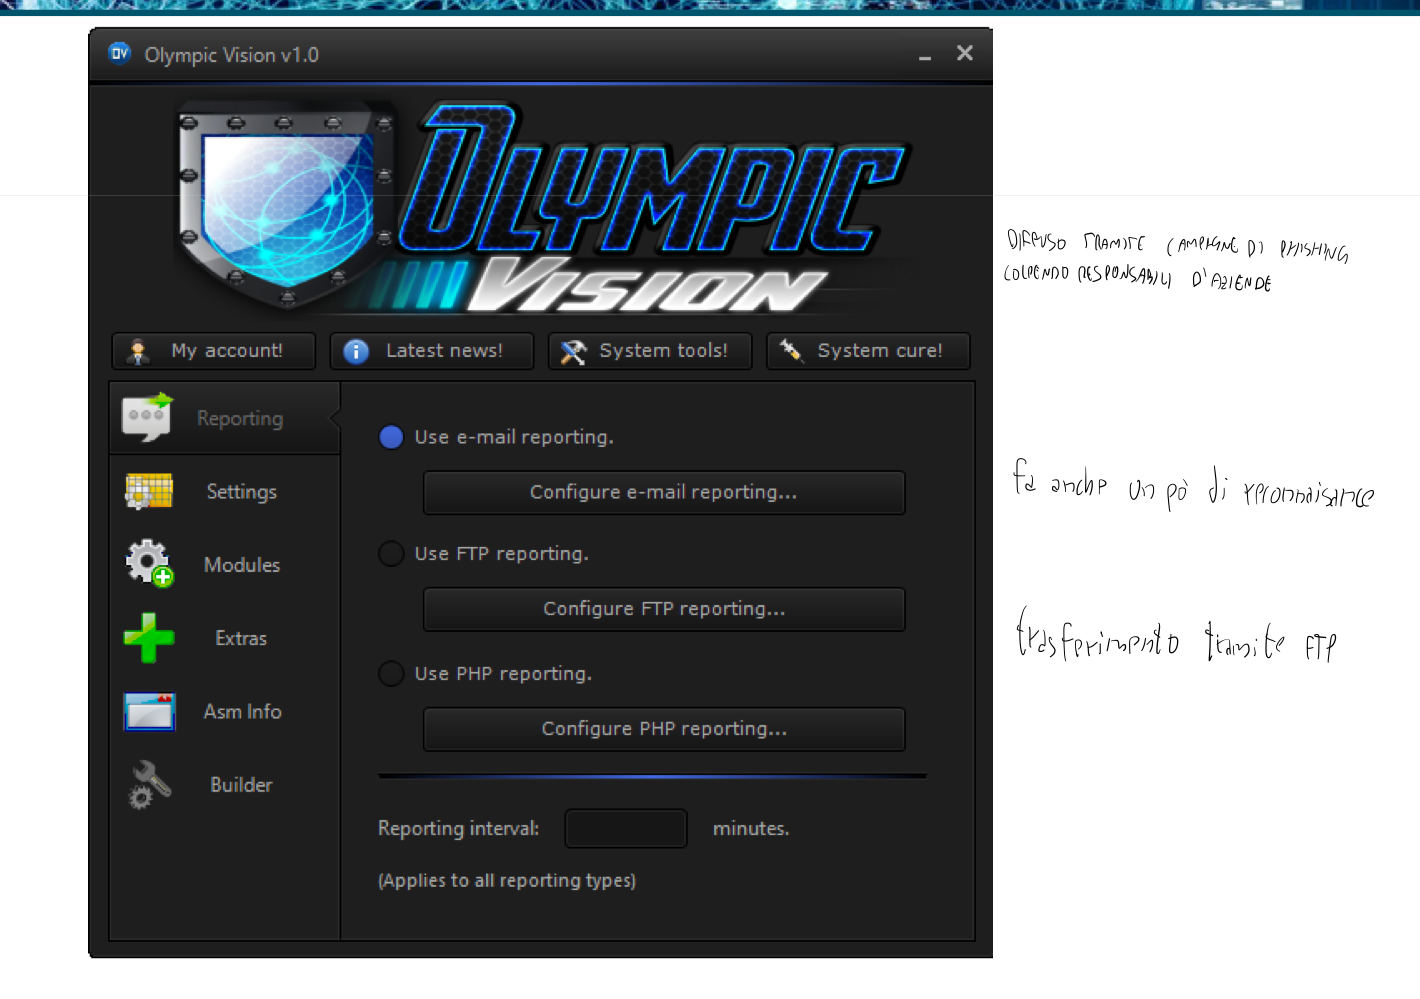 Olympic Vision v1.0
OLYMPIC
VISION
DIFFUSO TRAMITE CAMPAGNE DI PHISHING
COLPENDO RESPONSABILI D'AZIENDE
My account!
Latest news!
System tools!
System cure!
Reporting
Use e-mail reporting.
Settings
Configure e-mail reporting...
fa anche un pò di reconnaisance
Use FTP reporting.
Modules
Configure FTP reporting...
Extras
trasferimento tramite FTP
Use PHP reporting.
Asm Info
Configure PHP reporting...
Builder
Reporting interval:
minutes.
(Applies to all reporting types)